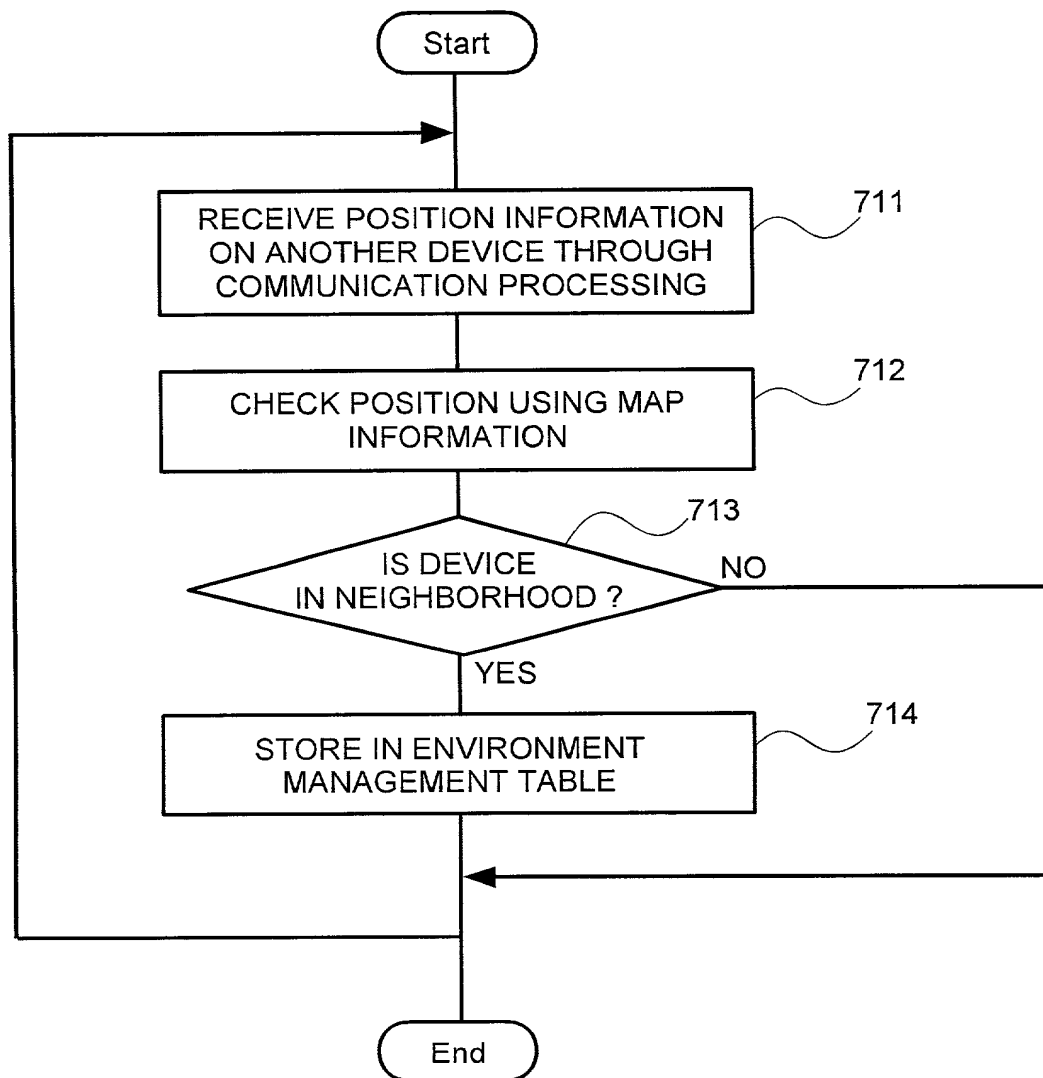 Start
RECEIVE POSITION INFORMATION
ON ANOTHER DEVICE THROUGH
COMMUNICATION PROCESSING
711
CHECK POSITION USING MAP
INFORMATION
712
IS DEVICE
IN NEIGHBORHOOD ?
713
NO
YES
STORE IN ENVIRONMENT
MANAGEMENT TABLE
714
End